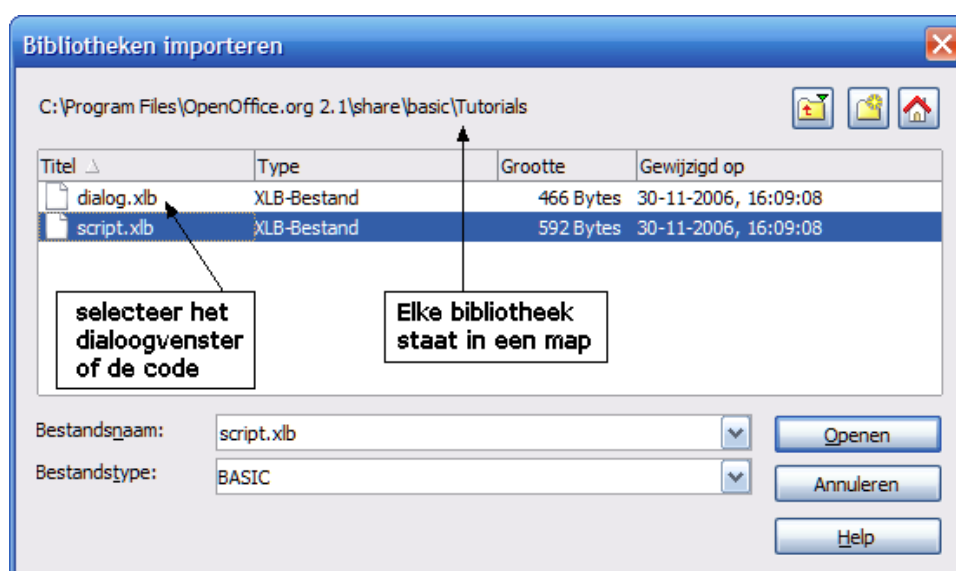 Bibliotheken importeren
C:\Program Files\OpenOffice.org 2.1\share\basic\Tutorials
Titel Type Grootte Gewijzigd op
dialog.xlb XLB-Bestand 466 Bytes 30-11-2006, 16:09:08
script.xlb XLB-Bestand 592 Bytes 30-11-2006, 16:09:08
selecteer het
dialoogvenster
of de code
Elke bibliotheek
staat in een map
Bestandsnaam: script.xlb Openen
Bestandstype: BASIC Annuleren
Help